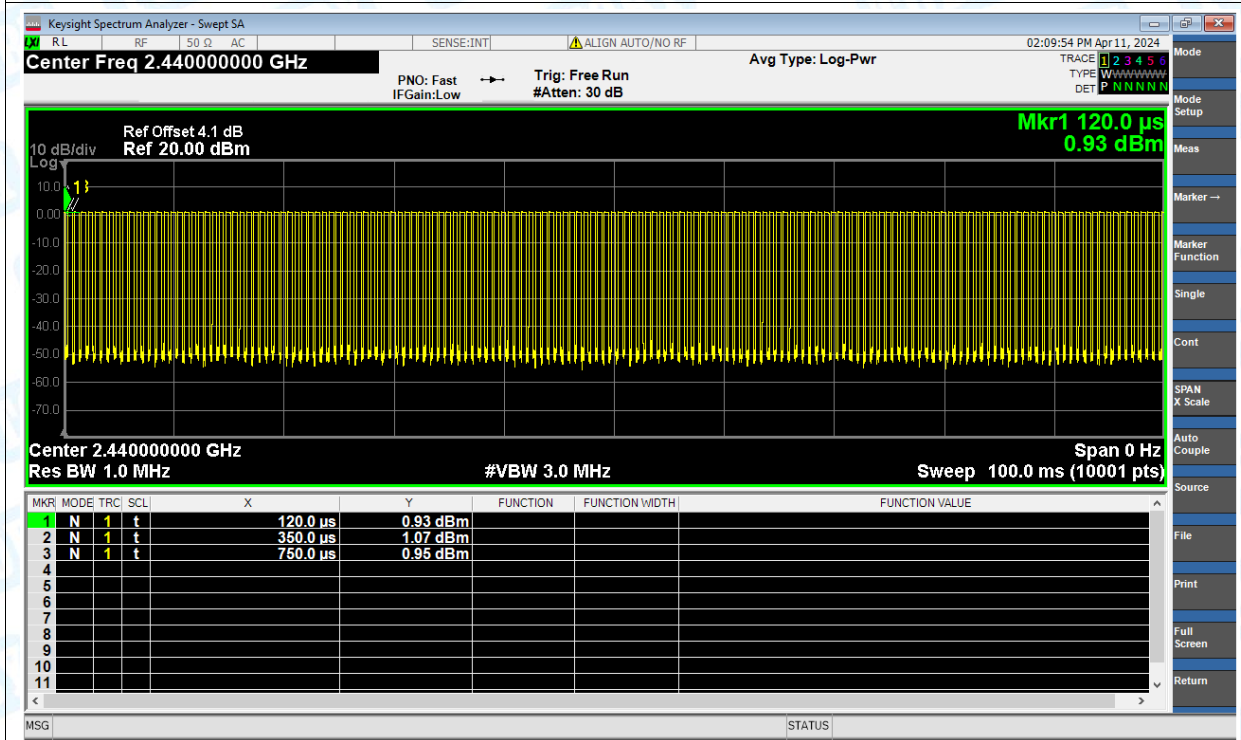 Keysight Spectrum Analyzer - Swept SA
LXI RL RF 50 Ω AC SENSE:INT ALIGN AUTO/NO RF 02:09:54 PM Apr 11, 2024
Center Freq 2.440000000 GHz Avg Type: Log-Pwr TRACE 1 2 3 4 5 6
PNO: Fast Trig: Free Run TYPE WWWWWW
IFGain:Low #Atten: 30 dB DET P N N N N N
Ref Offset 4.1 dB Mkr1 120.0 µs
10 dB/div Ref 20.00 dBm 0.93 dBm
Log
10.0
0.00
-10.0
-20.0
-30.0
-40.0
-50.0
-60.0
-70.0
1
3
Center 2.440000000 GHz Span 0 Hz
Res BW 1.0 MHz #VBW 3.0 MHz Sweep 100.0 ms (10001 pts)
MKR MODE TRC SCL X Y FUNCTION FUNCTION WIDTH FUNCTION VALUE
1 N 1 t 120.0 µs 0.93 dBm
2 N 1 t 350.0 µs 1.07 dBm
3 N 1 t 750.0 µs 0.95 dBm
4
5
6
7
8
9
10
11
MSG STATUS
Mode
Mode
Setup
Meas
Marker →
Marker
Function
Single
Cont
SPAN
X Scale
Auto
Couple
Source
File
Print
Full
Screen
Return